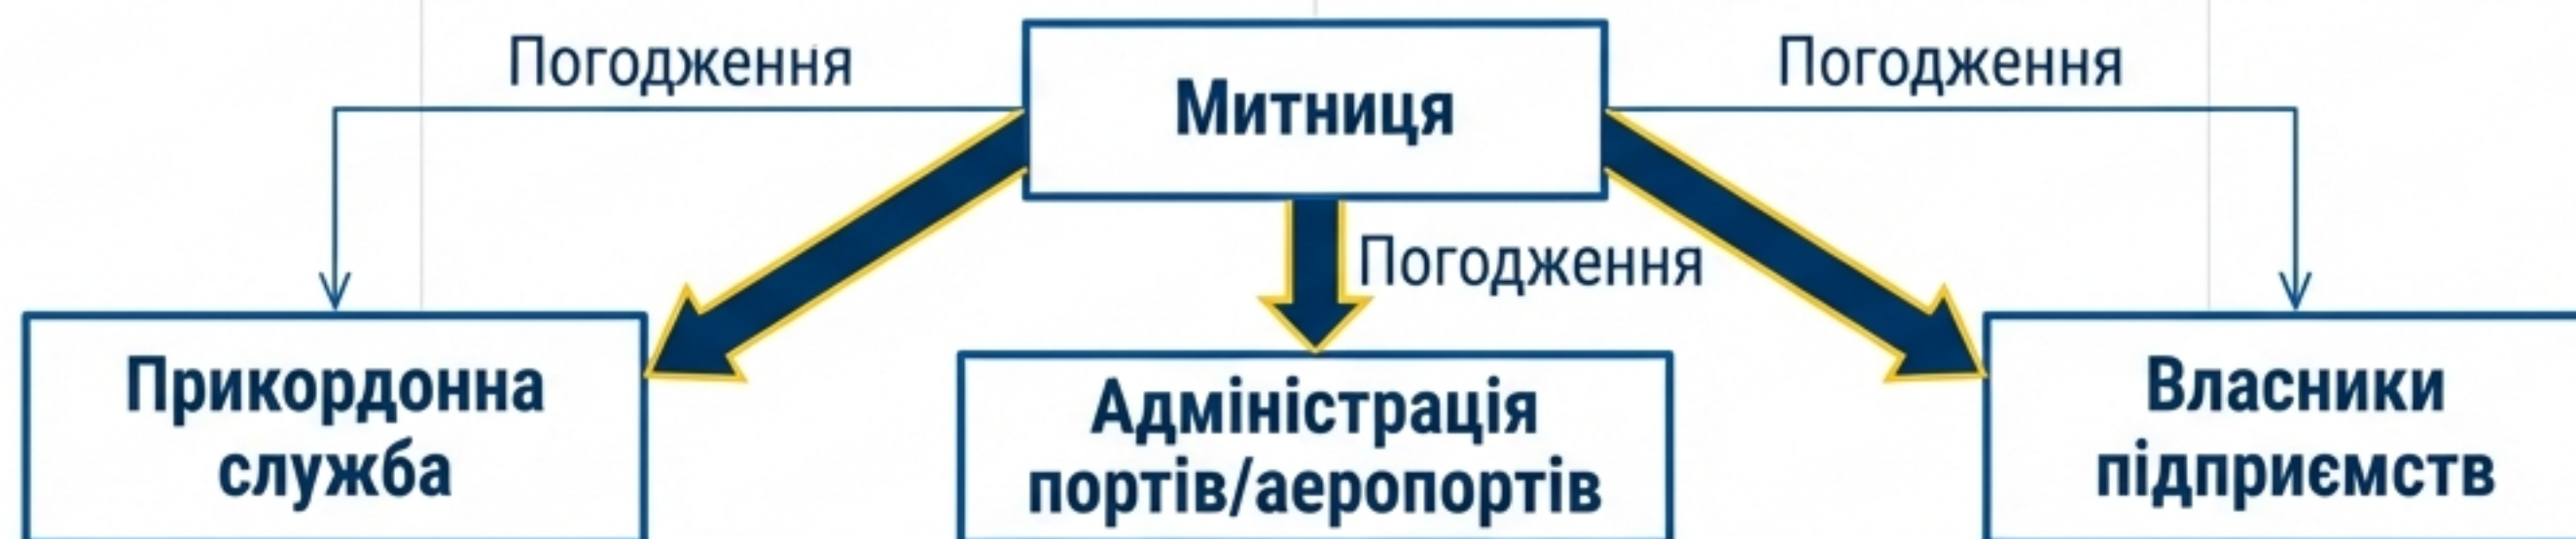 Погодження
Митниця
Погодження
Погодження
Прикордонна
служба
Адміністрація
портів/аеропортів
Власники
підприємств